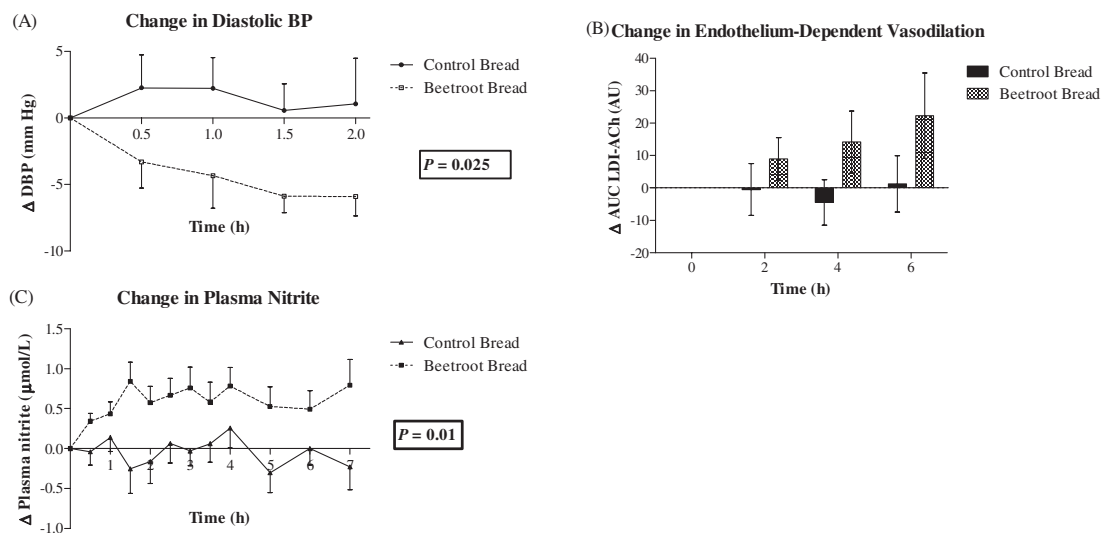 (A)
Change in Diastolic BP
5
0
-5
-10
Δ DBP (mm Hg)
0.5 1.0 1.5 2.0
Time (h)
Control Bread
Beetroot Bread
P = 0.025
(B) Change in Endothelium-Dependent Vasodilation
40
30
20
10
0
-10
-20
Δ AUC LDI-ACh (AU)
0 2 4 6
Time (h)
Control Bread
Beetroot Bread
(C)
Change in Plasma Nitrite
1.5
1.0
0.5
0.0
-0.5
-1.0
Δ Plasma nitrite (μmol/L)
1 2 3 4 5 6 7
Time (h)
Control Bread
Beetroot Bread
P = 0.01